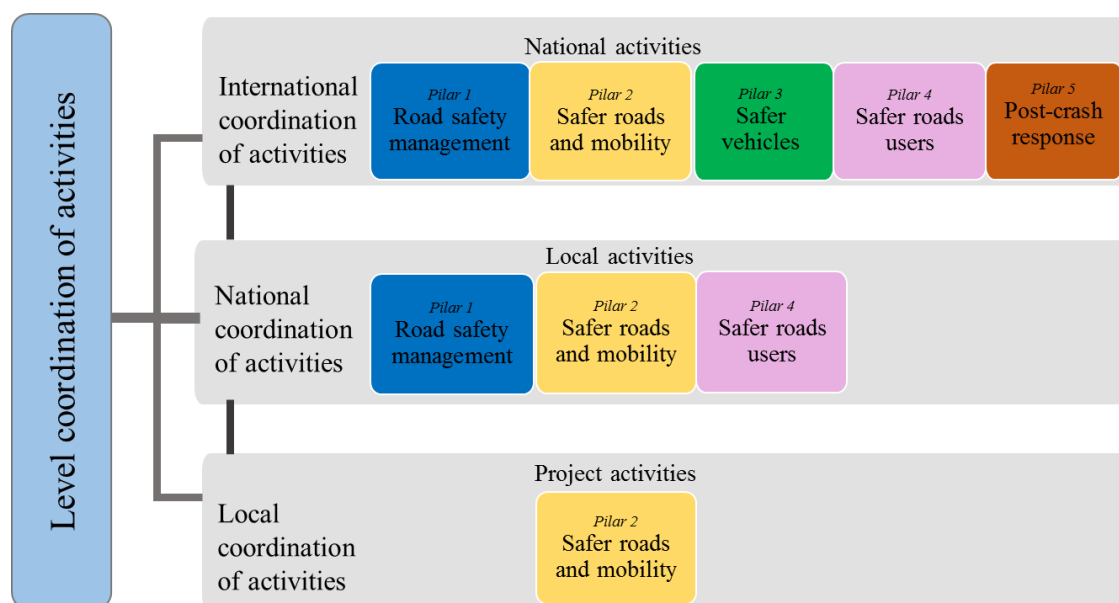 Level coordination of activities
National activities
International
coordination
of activities
Pilar 1
Road safety
management
Pilar 2
Safer roads
and mobility
Pilar 3
Safer
vehicles
Pilar 4
Safer roads
users
Pilar 5
Post-crash
response
Local activities
National
coordination
of activities
Pilar 1
Road safety
management
Pilar 2
Safer roads
and mobility
Pilar 4
Safer roads
users
Project activities
Local
coordination
of activities
Pilar 2
Safer roads
and mobility